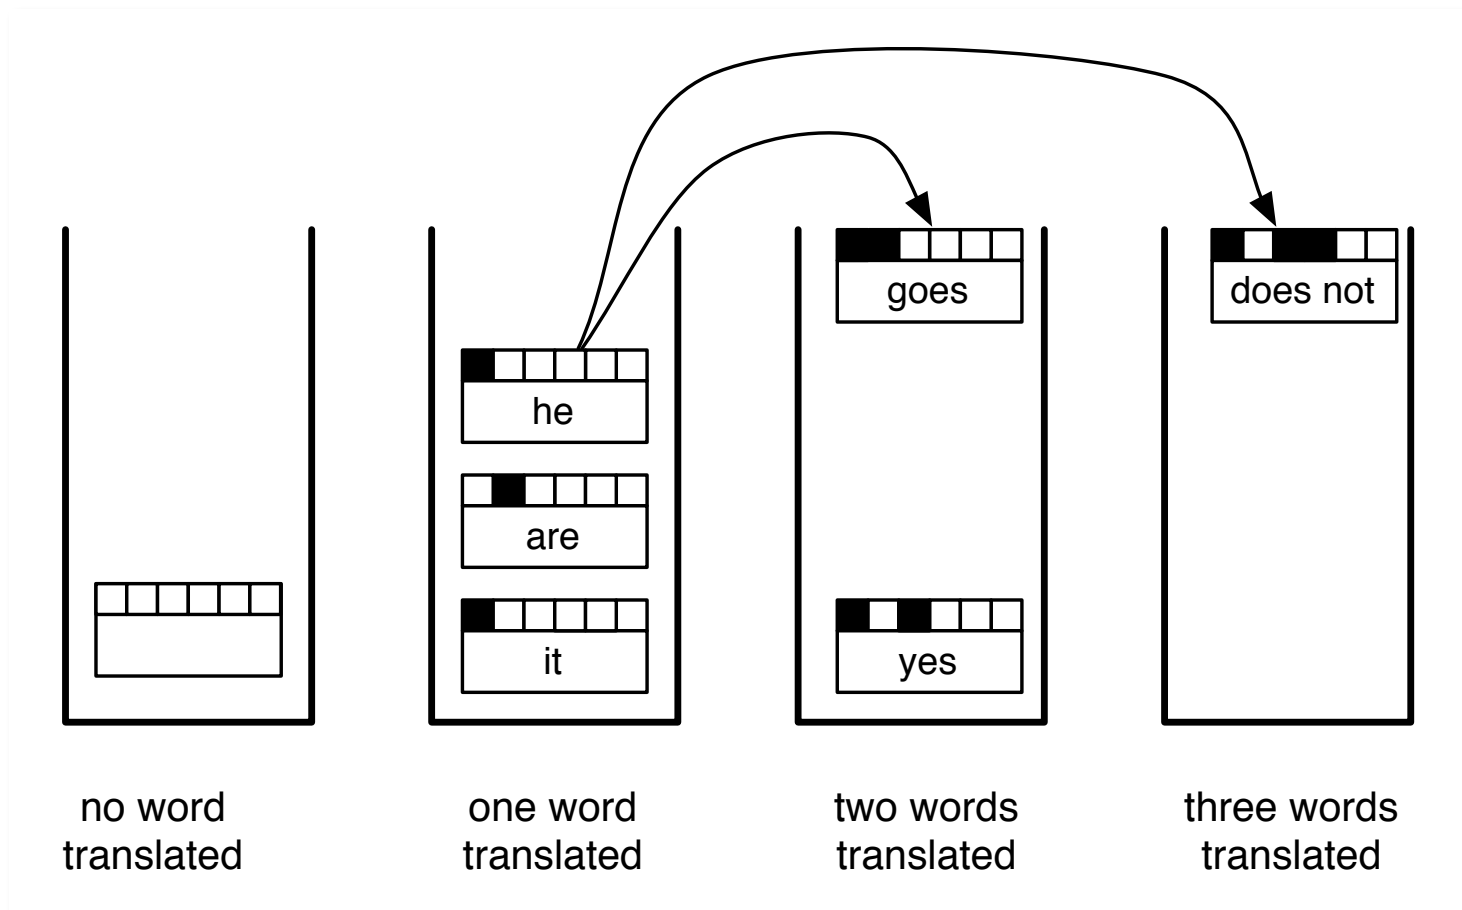 goes
does not
he
are
it
yes
no word
translated
one word
translated
two words
translated
three words
translated